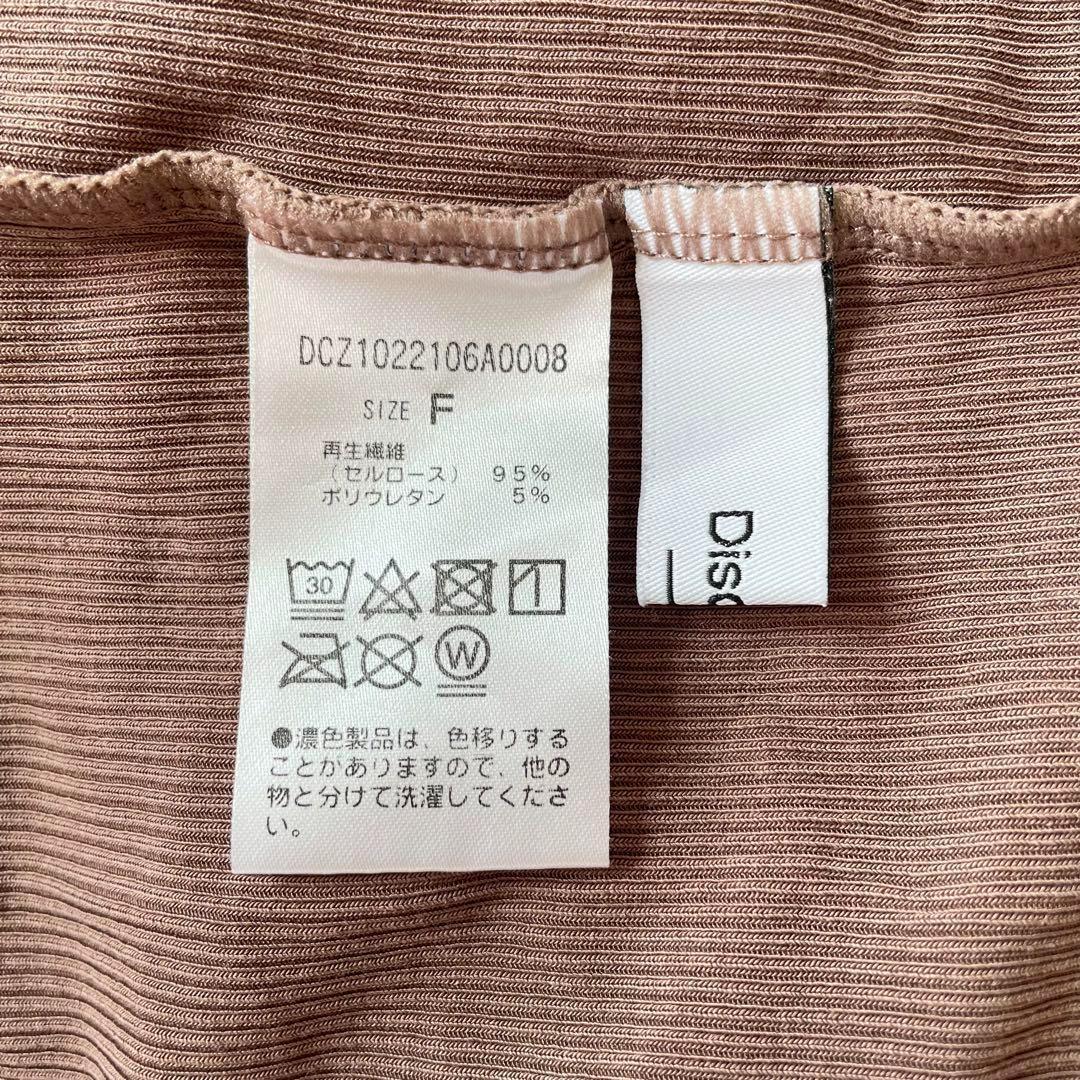 DCZ1022106A0008
SIZE F
再生繊維
（セルロース） 95%
ポリウレタン 5%
30
W
●濃色製品は、色移りする
ことがありますので、他の
物と分けて洗濯してくださ
い。